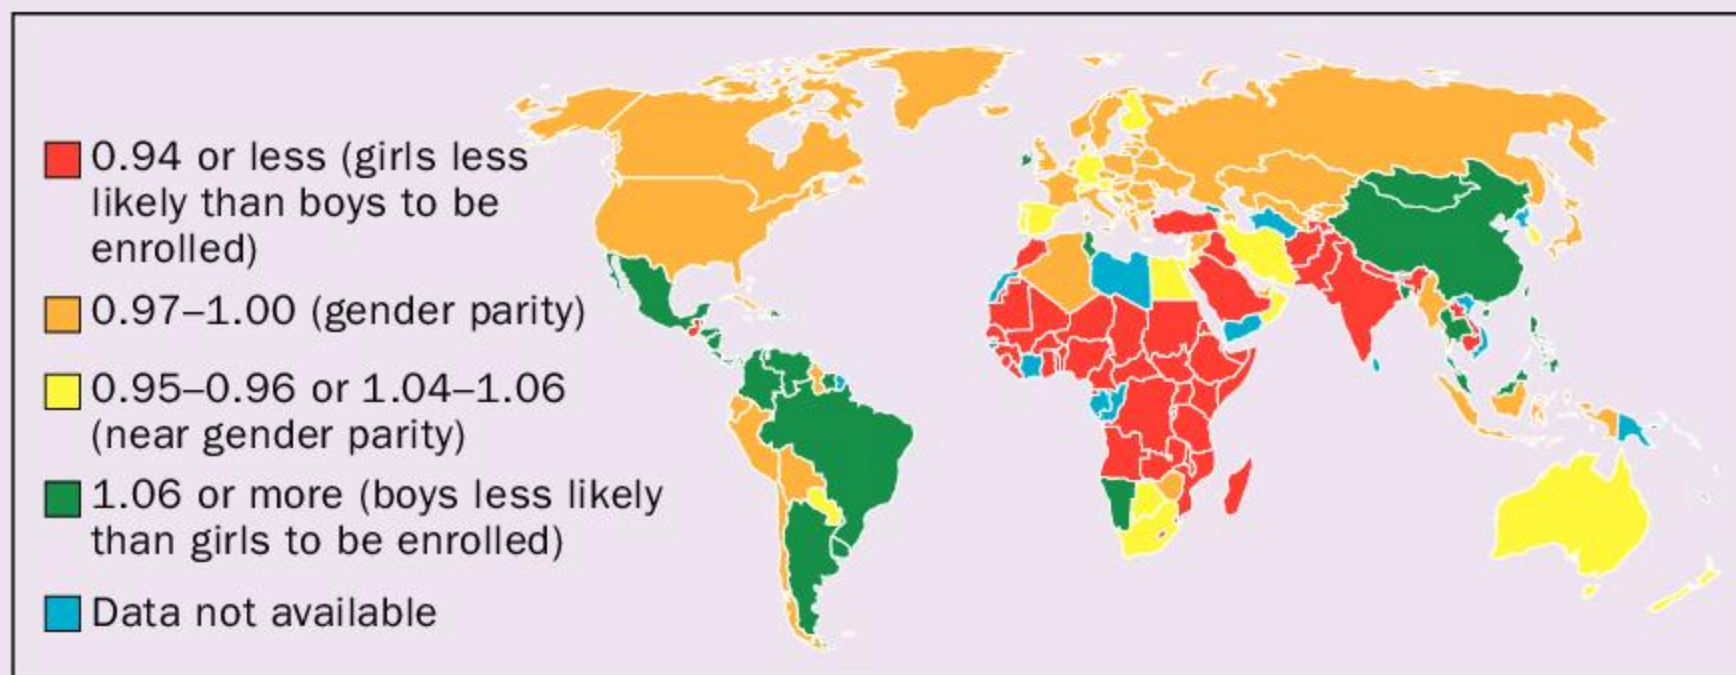 0.94 or less (girls less
likely than boys to be
enrolled)
0.97–1.00 (gender parity)
0.95–0.96 or 1.04–1.06
(near gender parity)
1.06 or more (boys less likely
than girls to be enrolled)
Data not available